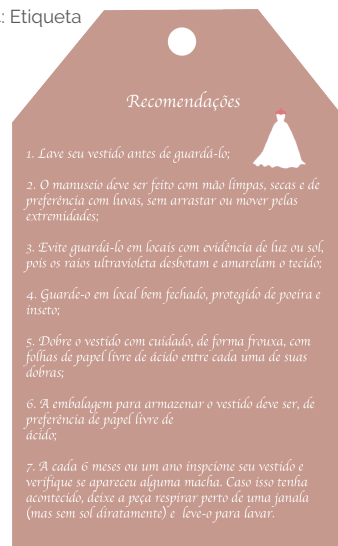 : Etiqueta
Recomendações
1. Lave seu vestido antes de guardá-lo;
2. O manuseio deve ser feito com mão limpas, secas e de
preferência com luvas, sem arrastar ou mover pelas
extremidades;
3. Evite guardá-lo em locais com evidência de luz ou sol,
pois os raios ultravioleta desbotam e amarelam o tecido;
4. Guarde-o em local bem fechado, protegido de poeira e
inseto;
5. Dobre o vestido com cuidado, de forma frouxa, com
folhas de papel livre de ácido entre cada uma de suas
dobras;
6. A embalagem para armazenar o vestido deve ser, de
preferência de papel livre de
ácido;
7. A cada 6 meses ou um ano inspcione seu vestido e
verifique se apareceu alguma macha. Caso isso tenha
acontecido, deixe a peça respirar perto de uma janala
(mas sem sol diratamente) e leve-o para lavar.